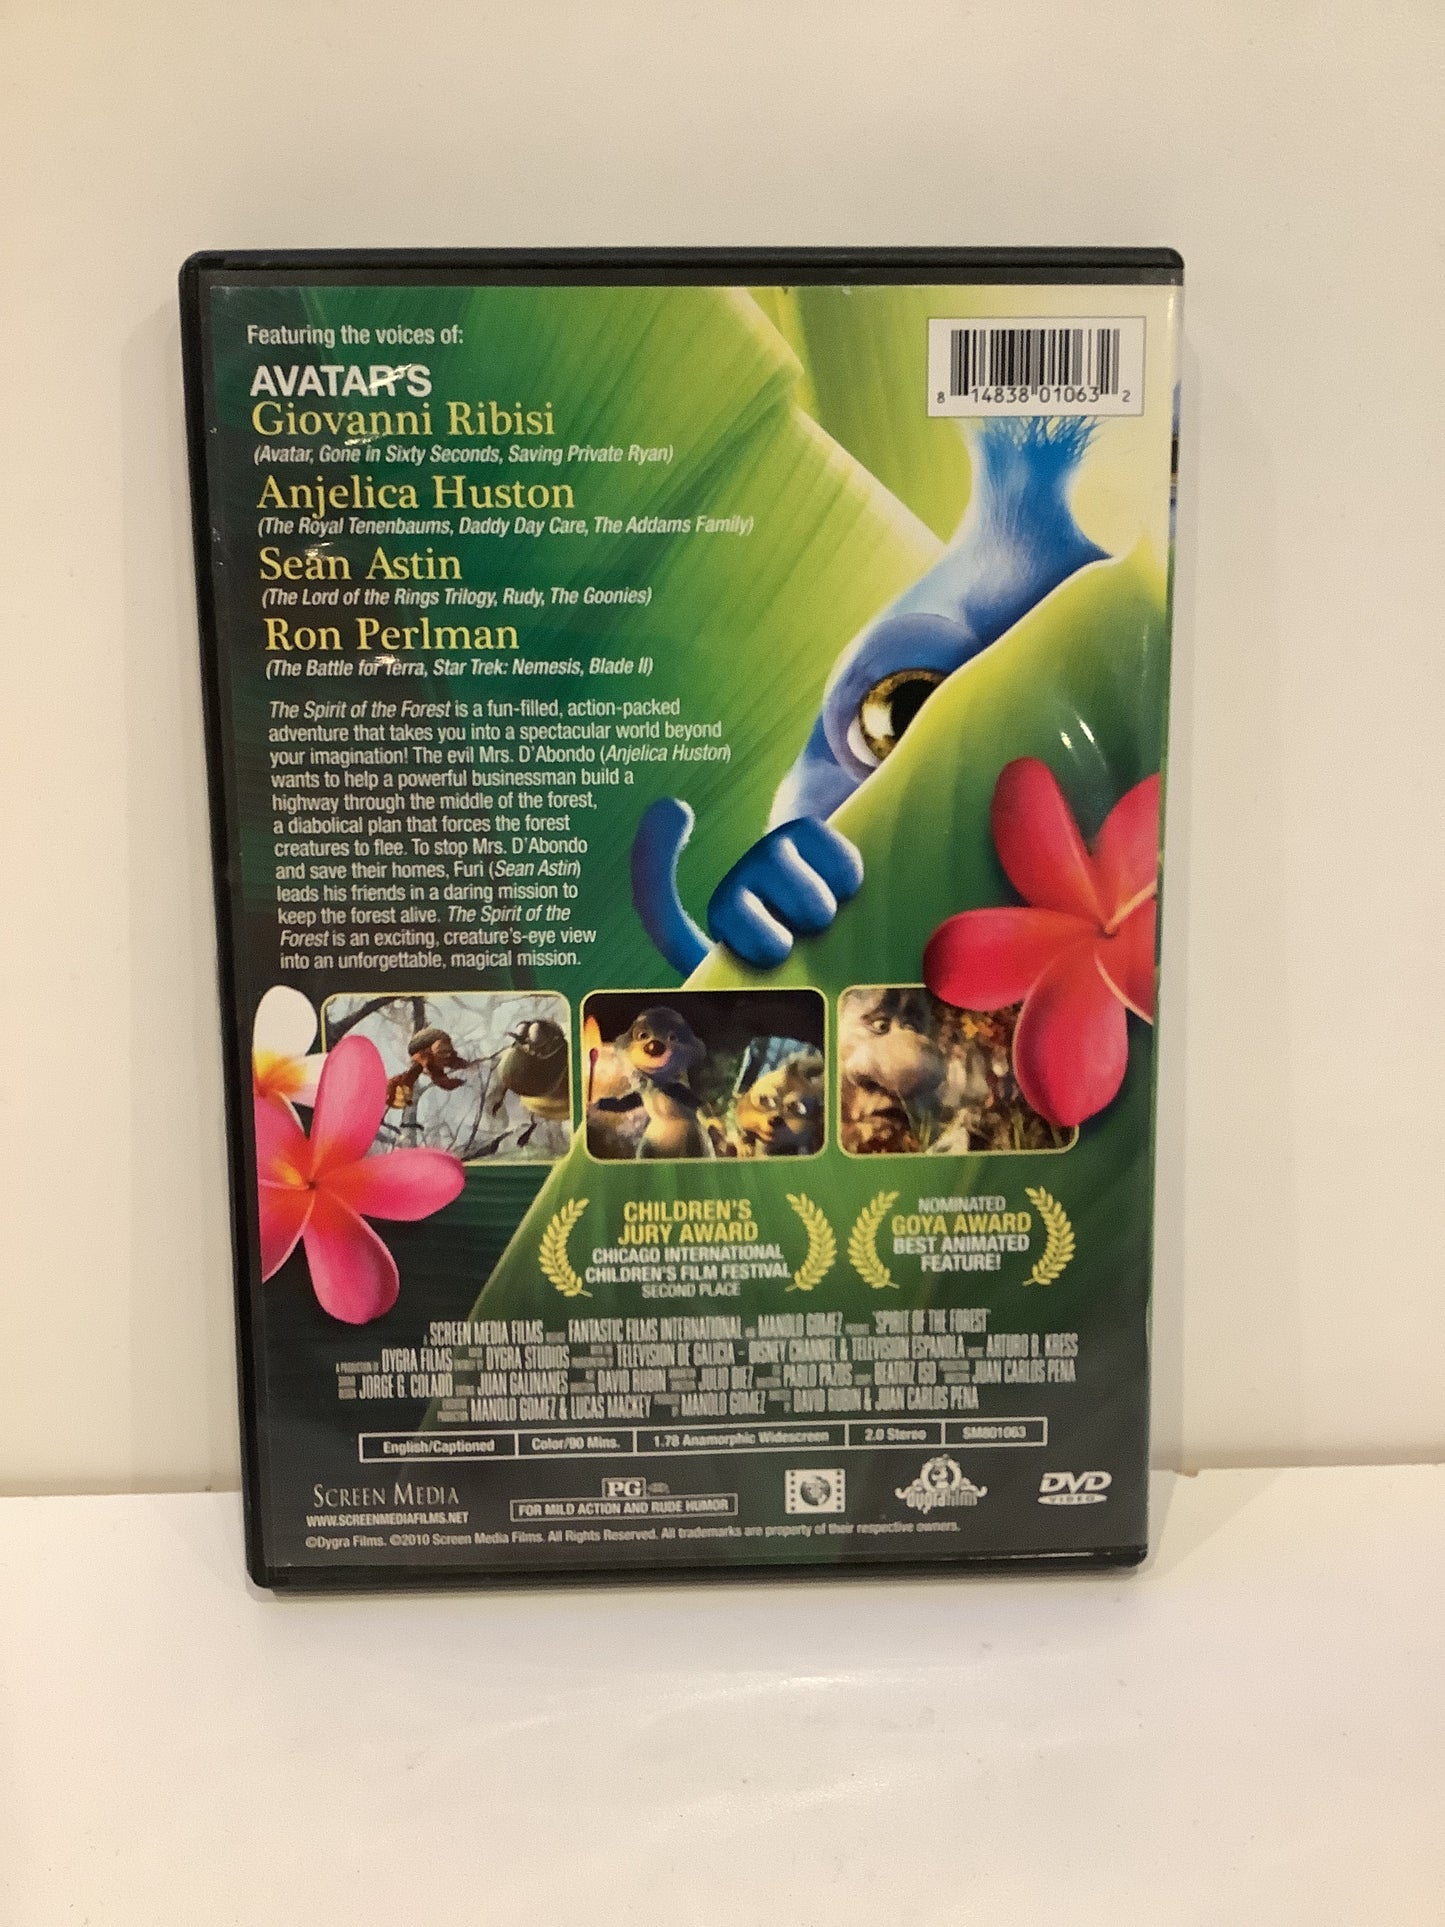 Featuring the voices of:
AVATAR'S
Giovanni Ribisi
(Avatar, Gone in Sixty Seconds, Saving Private Ryan)
Anjelica Huston
(The Royal Tenenbaums, Daddy Day Care, The Addams Family)
Sean Astin
(The Lord of the Rings Trilogy, Rudy, The Goonies)
Ron Perlman
(The Battle for Terra, Star Trek: Nemesis, Blade II)
8 14838 01063 2
The Spirit of the Forest is a fun-filled, action-packed
adventure that takes you into a spectacular world beyond
your imagination! The evil Mrs. D'Abondo (Anjelica Huston)
wants to help a powerful businessman build a
highway through the middle of the forest,
a diabolical plan that forces the forest
creatures to flee. To stop Mrs. D'Abondo
and save their homes, Furi (Sean Astin)
leads his friends in a daring mission to
keep the forest alive. The Spirit of the
Forest is an exciting, creature's-eye view
into an unforgettable, magical mission.
CHILDREN'S
JURY AWARD
CHICAGO INTERNATIONAL
CHILDREN'S FILM FESTIVAL
SECOND PLACE
NOMINATED
GOYA AWARD
BEST ANIMATED
FEATURE!
SCREEN MEDIA FILMS FANTASTIC FILMS INTERNATIONAL MANOLO GOMEZ "SPIRIT OF THE FOREST"
DYGRA FILMS DYGRA STUDIOS TELEVISION DE GALICIA - DISNEY CHANNEL & TELEVISION ESPANOLA ARTURO B. KRESS
JORGE G. COLADO JUAN GALINANES DAVID RUBIN JULIO DIEZ PABLO PAZOS BEATRIZ ISO JUAN CARLOS PENA
MANOLO GOMEZ & LUCAS MACKEY MANOLO GOMEZ DAVID RUBIN & JUAN CARLOS PENA
English/Captioned Color/90 Mins. 1.78 Anamorphic Widescreen 2.0 Stereo SM801063
SCREEN MEDIA
WWW.SCREENMEDIAFILMS.NET
PG
FOR MILD ACTION AND RUDE HUMOR
dygrafilm
DVD
VIDEO
©Dygra Films. ©2010 Screen Media Films. All Rights Reserved. All trademarks are property of their respective owners.